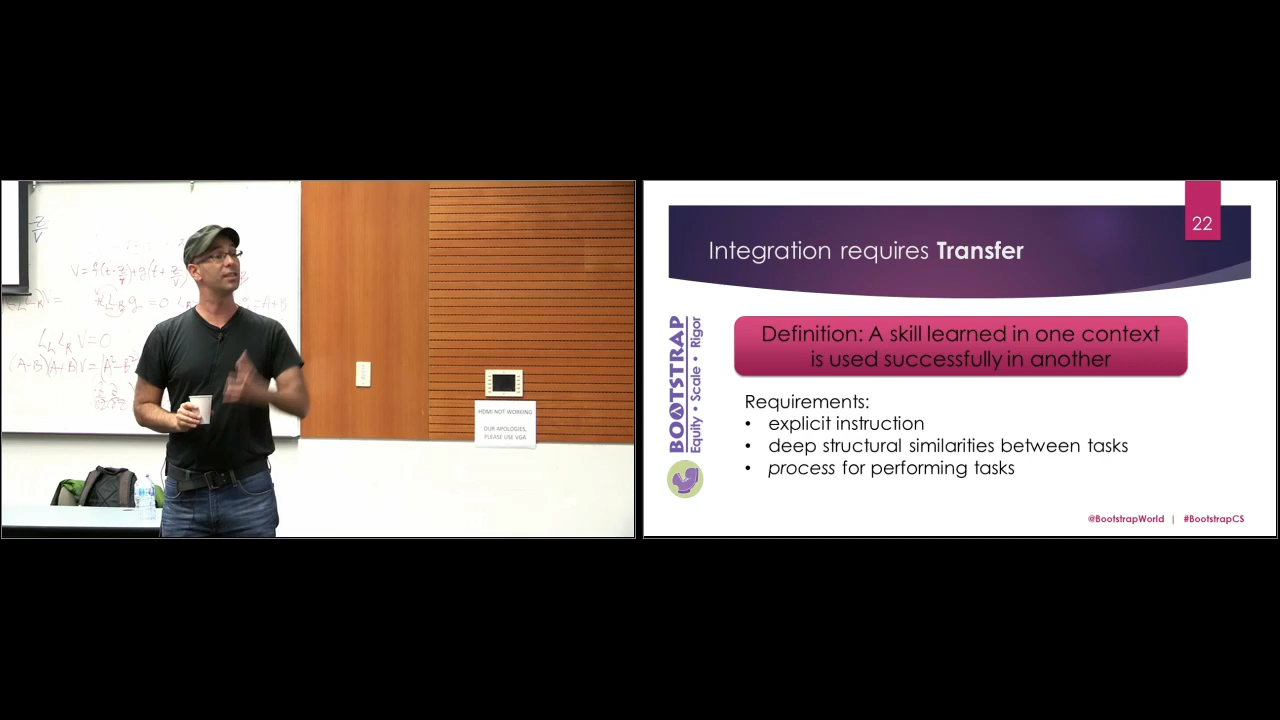 V=f(t-z/v)+g(t+z/v)
V=0
HDMI NOT WORKING
OUR APOLOGIES,
PLEASE USE VGA
22
Integration requires Transfer
Definition: A skill learned in one context
is used successfully in another
BOOTSTRAP
Equity • Scale • Rigor
Requirements:
• explicit instruction
• deep structural similarities between tasks
• process for performing tasks
@BootstrapWorld | #BootstrapCS